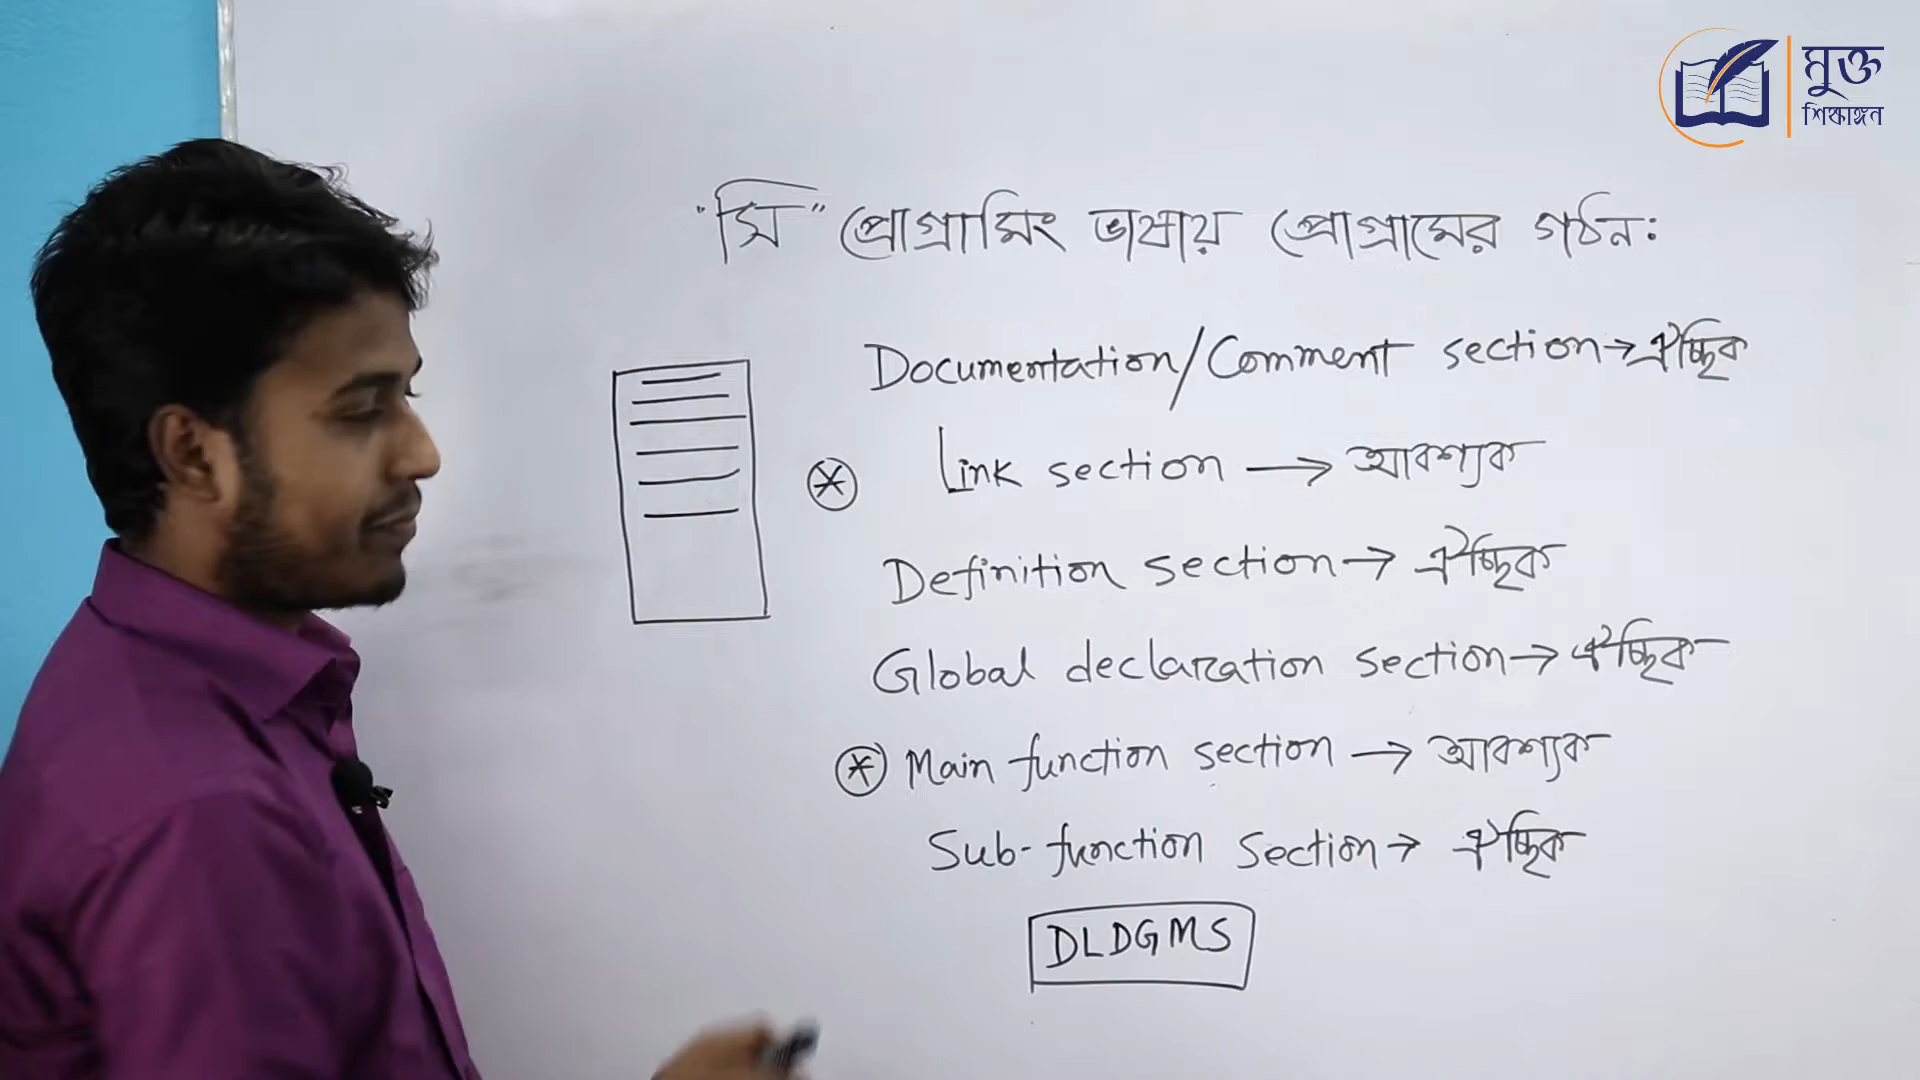 মুক্ত
শিক্ষাঙ্গন
"সি" প্রোগ্রামিং ভাষায় প্রোগ্রামের গঠন:
Documentation/Comment section→ঐচ্ছিক
* Link section → আবশ্যক
Definition section → ঐচ্ছিক
Global declaration section → ঐচ্ছিক
* Main function section → আবশ্যক
Sub-function section → ঐচ্ছিক
DLDGMS